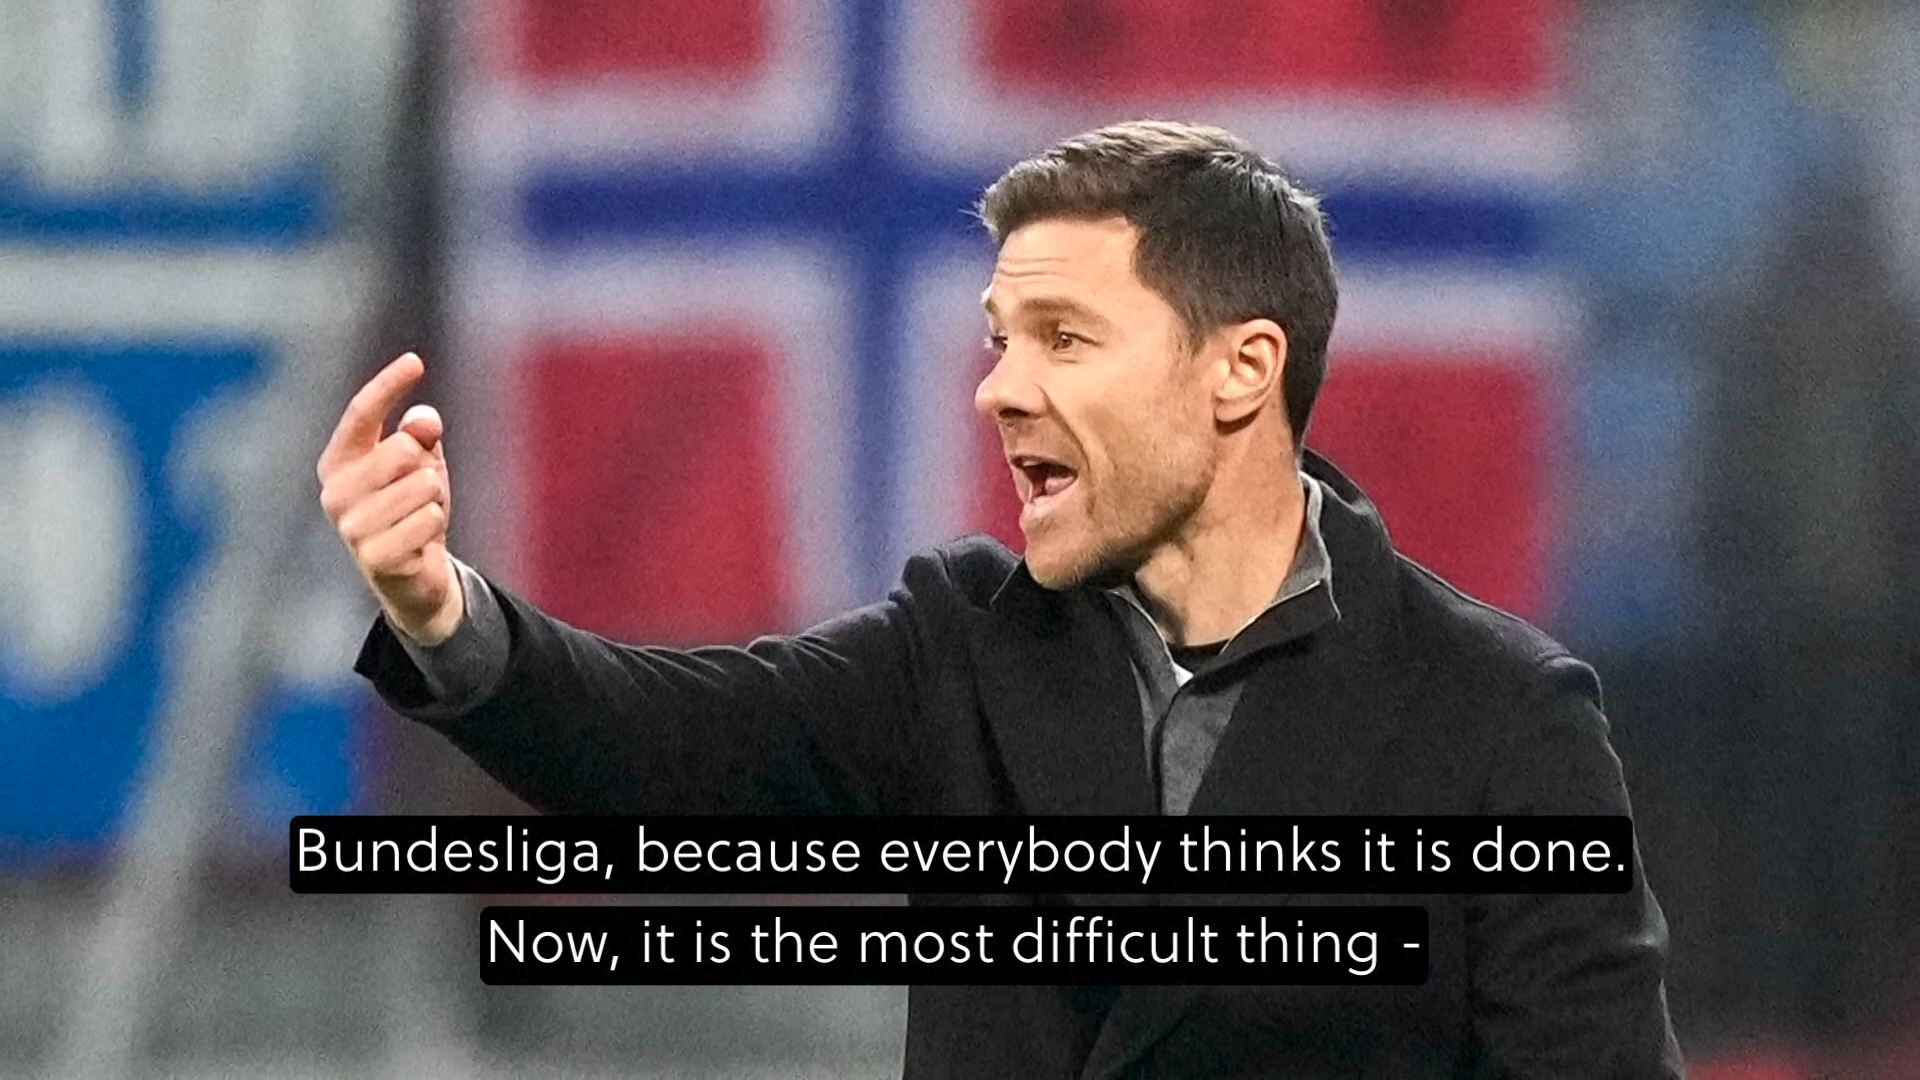 Bundesliga, because everybody thinks it is done.
Now, it is the most difficult thing -